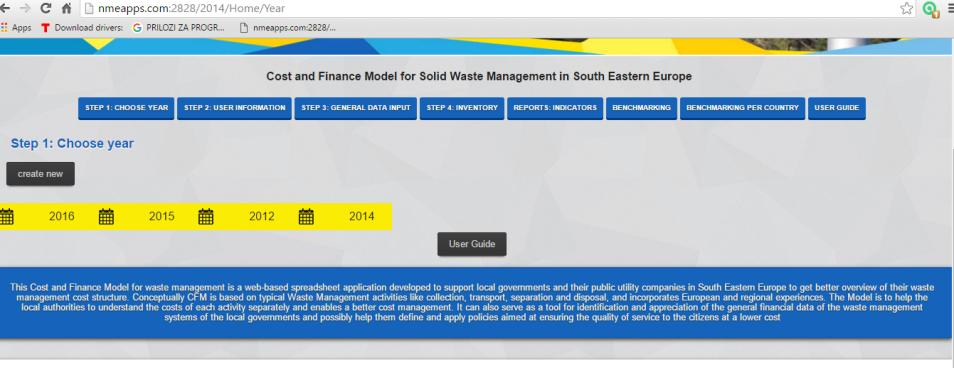 nmeapps.com:2828/2014/Home/Year
Apps Download drivers: PRILOZI ZA PROGR... nmeapps.com:2828/...
Cost and Finance Model for Solid Waste Management in South Eastern Europe
STEP 1: CHOOSE YEAR STEP 2: USER INFORMATION STEP 3: GENERAL DATA INPUT STEP 4: INVENTORY REPORTS: INDICATORS BENCHMARKING BENCHMARKING PER COUNTRY USER GUIDE
Step 1: Choose year
create new
2016 2015 2012 2014
User Guide
This Cost and Finance Model for waste management is a web-based spreadsheet application developed to support local governments and their public utility companies in South Eastern Europe to get better overview of their waste
management cost structure. Conceptually CFM is based on typical Waste Management activities like collection, transport, separation and disposal, and incorporates European and regional experiences. The Model is to help the
local authorities to understand the costs of each activity separately and enables a better cost management. It can also serve as a tool for identification and appreciation of the general financial data of the waste management
systems of the local governments and possibly help them define and apply policies aimed at ensuring the quality of service to the citizens at a lower cost